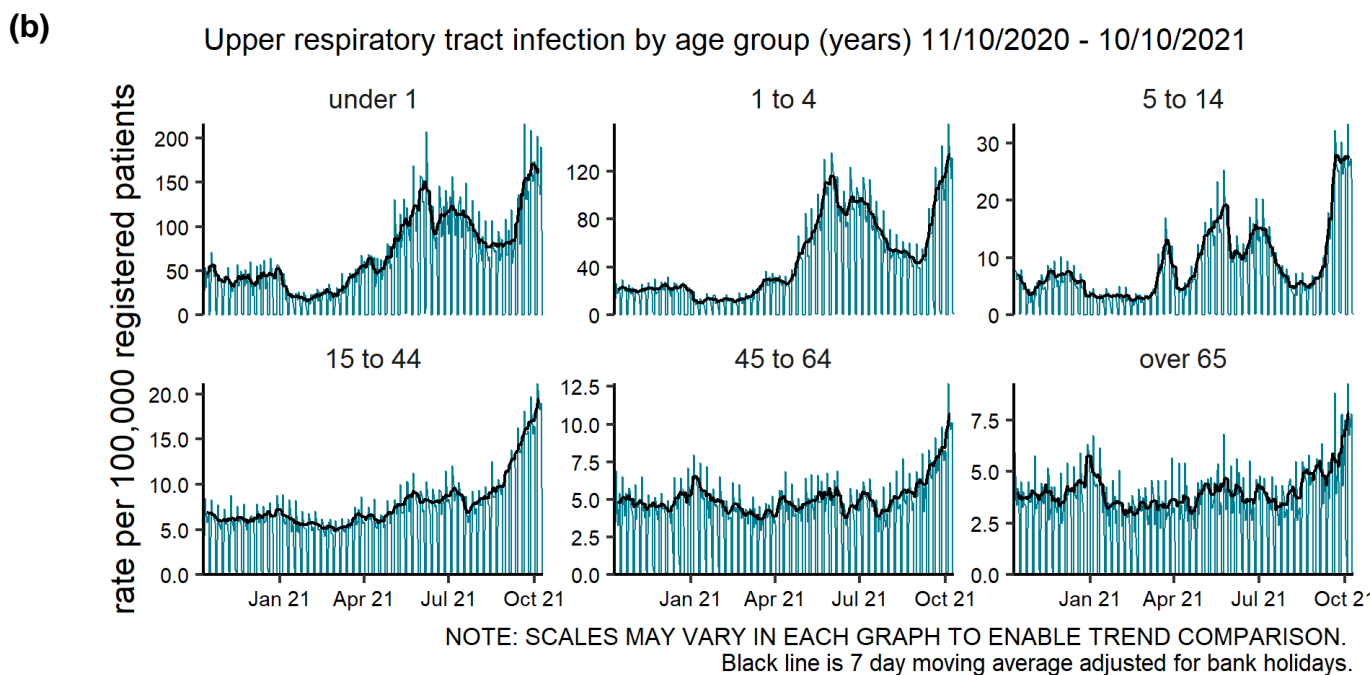 (b)
Upper respiratory tract infection by age group (years) 11/10/2020 - 10/10/2021
rate per 100,000 registered patients
under 1
200
150
100
50
0
1 to 4
120
80
40
0
5 to 14
30
20
10
0
15 to 44
20.0
15.0
10.0
5.0
0.0
Jan 21 Apr 21 Jul 21 Oct 21
45 to 64
12.5
10.0
7.5
5.0
2.5
0.0
Jan 21 Apr 21 Jul 21 Oct 21
over 65
7.5
5.0
2.5
0.0
Jan 21 Apr 21 Jul 21 Oct 21
NOTE: SCALES MAY VARY IN EACH GRAPH TO ENABLE TREND COMPARISON.
Black line is 7 day moving average adjusted for bank holidays.